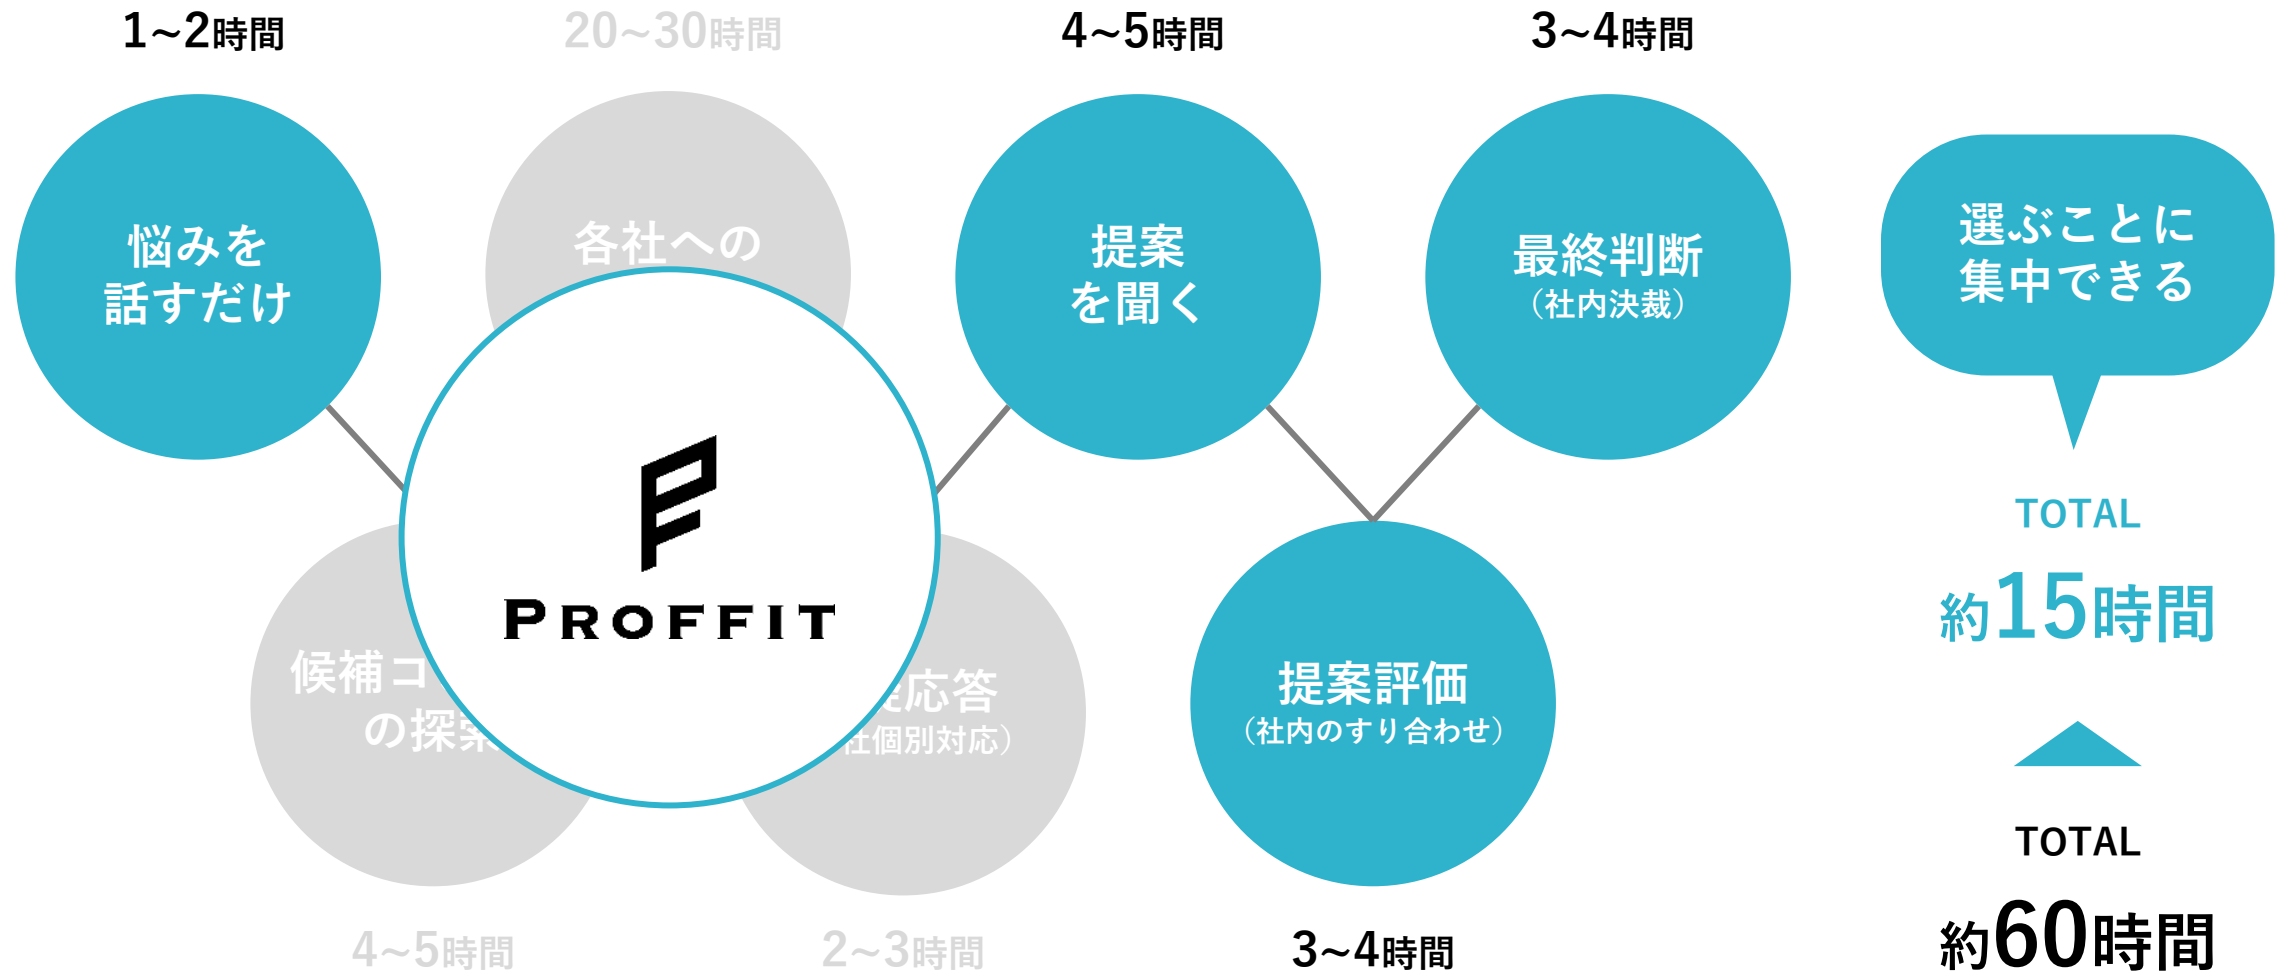 1~2時間
20~30時間
4~5時間
3~4時間
悩みを
話すだけ
各社への
提案
を聞く
最終判断
（社内決裁）
選ぶことに
集中できる
PROFFIT
候補コ
の探索
応答
社個別対応）
提案評価
（社内のすり合わせ）
TOTAL
約15時間
TOTAL
約60時間
4~5時間
2~3時間
3~4時間